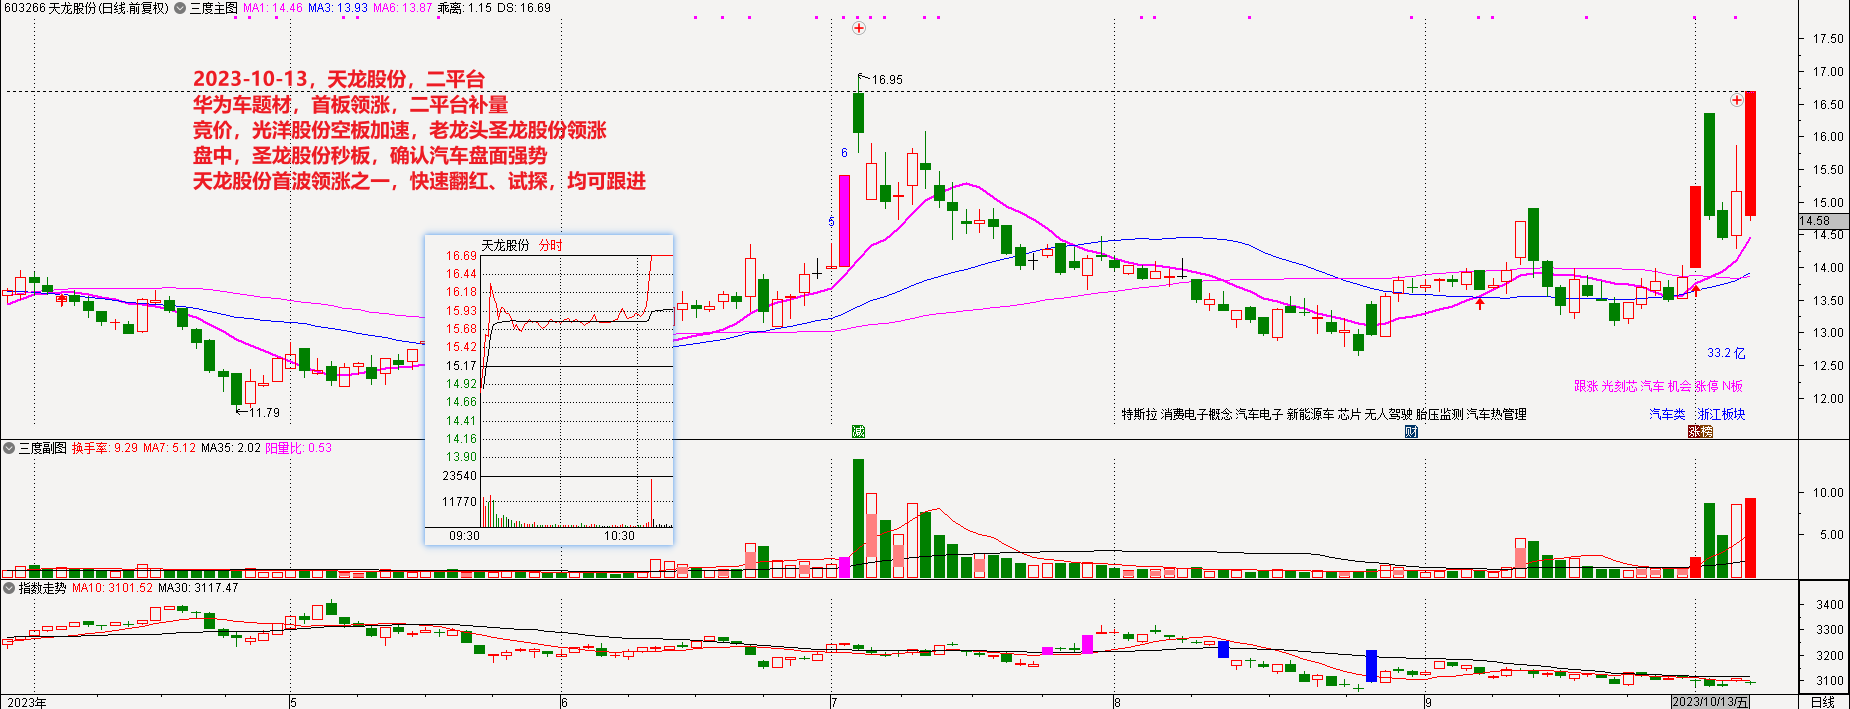 603266 天龙股份(日线.前复权) 三度主图 MA1: 14.46 MA3: 13.93 MA6: 13.87 乖离: 1.15 DS: 16.69
2023-10-13，天龙股份，二平台
华为车题材，首板领涨，二平台补量
竞价，光洋股份空板加速，老龙头圣龙股份领涨
盘中，圣龙股份秒板，确认汽车盘面强势
天龙股份首波领涨之一，快速翻红、试探，均可跟进
16.95
6
5
11.79
17.50
17.00
16.50
16.00
15.50
15.00
14.58
14.50
14.00
13.50
13.00
12.50
12.00
天龙股份 分时
16.69
16.44
16.18
15.93
15.68
15.42
15.17
14.92
14.66
14.41
14.16
13.90
23540
11770
09:30 10:30
33.2 亿
跟涨 光刻芯 汽车 机会 涨停 N板
特斯拉 消费电子概念 汽车电子 新能源车 芯片 无人驾驶 胎压监测 汽车热管理
汽车类 浙江板块
减
财
涨榜
三度副图 换手率: 9.29 MA7: 5.12 MA35: 2.02 阳量比: 0.53
10.00
5.00
指数走势 MA10: 3101.52 MA30: 3117.47
3400
3300
3200
3100
2023年 5 6 7 8 9 2023/10/13/五 日线